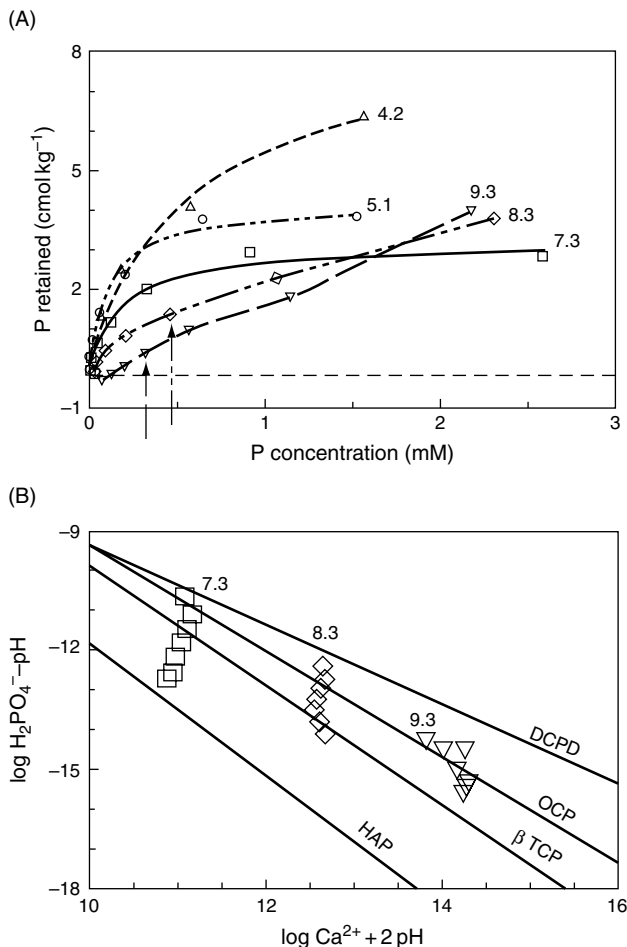 (A)
8
5
2
−1
P retained (cmol kg⁻¹)
4.2
5.1
9.3
8.3
7.3
0 1 2 3
P concentration (mM)
(B)
−9
−12
−15
−18
log H₂PO₄⁻–pH
7.3
8.3
9.3
DCPD
OCP
β TCP
HAP
10 12 14 16
log Ca²⁺ + 2 pH